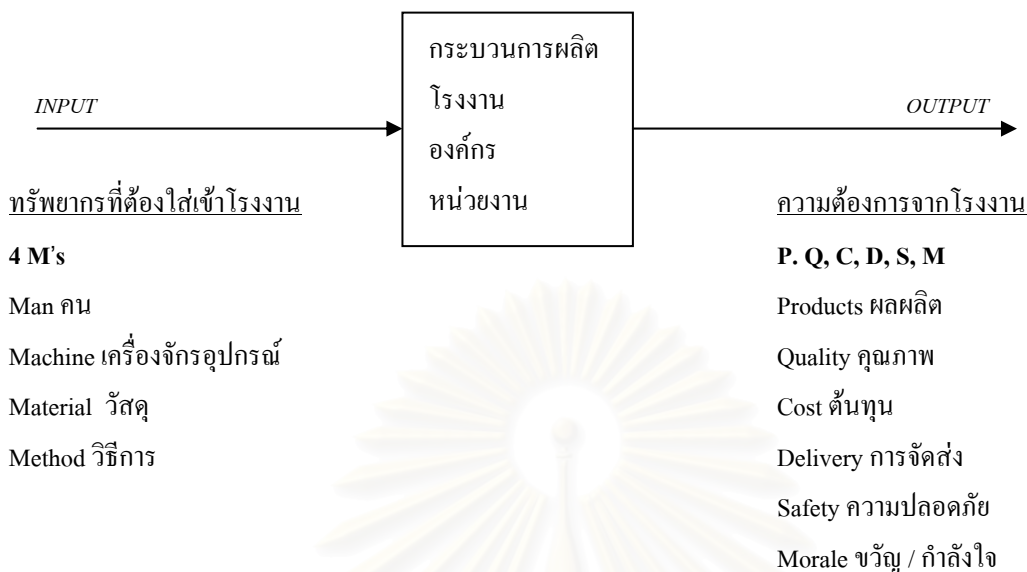 กระบวนการผลิต
โรงงาน
องค์กร
หน่วยงาน
INPUT
OUTPUT
ทรัพยากรที่ต้องใส่เข้าโรงงาน
4 M's
Man คน
Machine เครื่องจักรอุปกรณ์
Material วัสดุ
Method วิธีการ
ความต้องการจากโรงงาน
P. Q, C, D, S, M
Products ผลผลิต
Quality คุณภาพ
Cost ต้นทุน
Delivery การจัดส่ง
Safety ความปลอดภัย
Morale ขวัญ / กำลังใจ